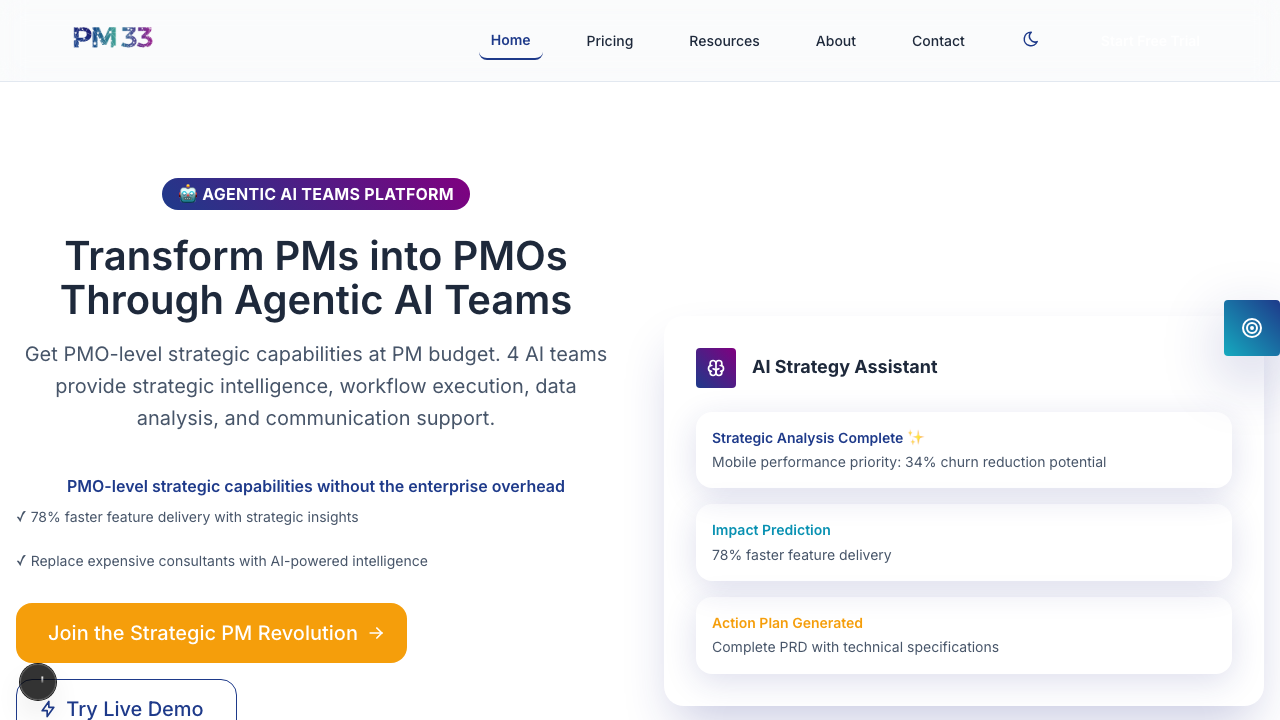 PM 33
Home
Pricing
Resources
About
Contact
Start Free Trial
🤖 AGENTIC AI TEAMS PLATFORM
Transform PMs into PMOs
Through Agentic AI Teams
Get PMO-level strategic capabilities at PM budget. 4 AI teams
provide strategic intelligence, workflow execution, data
analysis, and communication support.
PMO-level strategic capabilities without the enterprise overhead
✓ 78% faster feature delivery with strategic insights
✓ Replace expensive consultants with AI-powered intelligence
Join the Strategic PM Revolution →
Try Live Demo
AI Strategy Assistant
Strategic Analysis Complete ✨
Mobile performance priority: 34% churn reduction potential
Impact Prediction
78% faster feature delivery
Action Plan Generated
Complete PRD with technical specifications